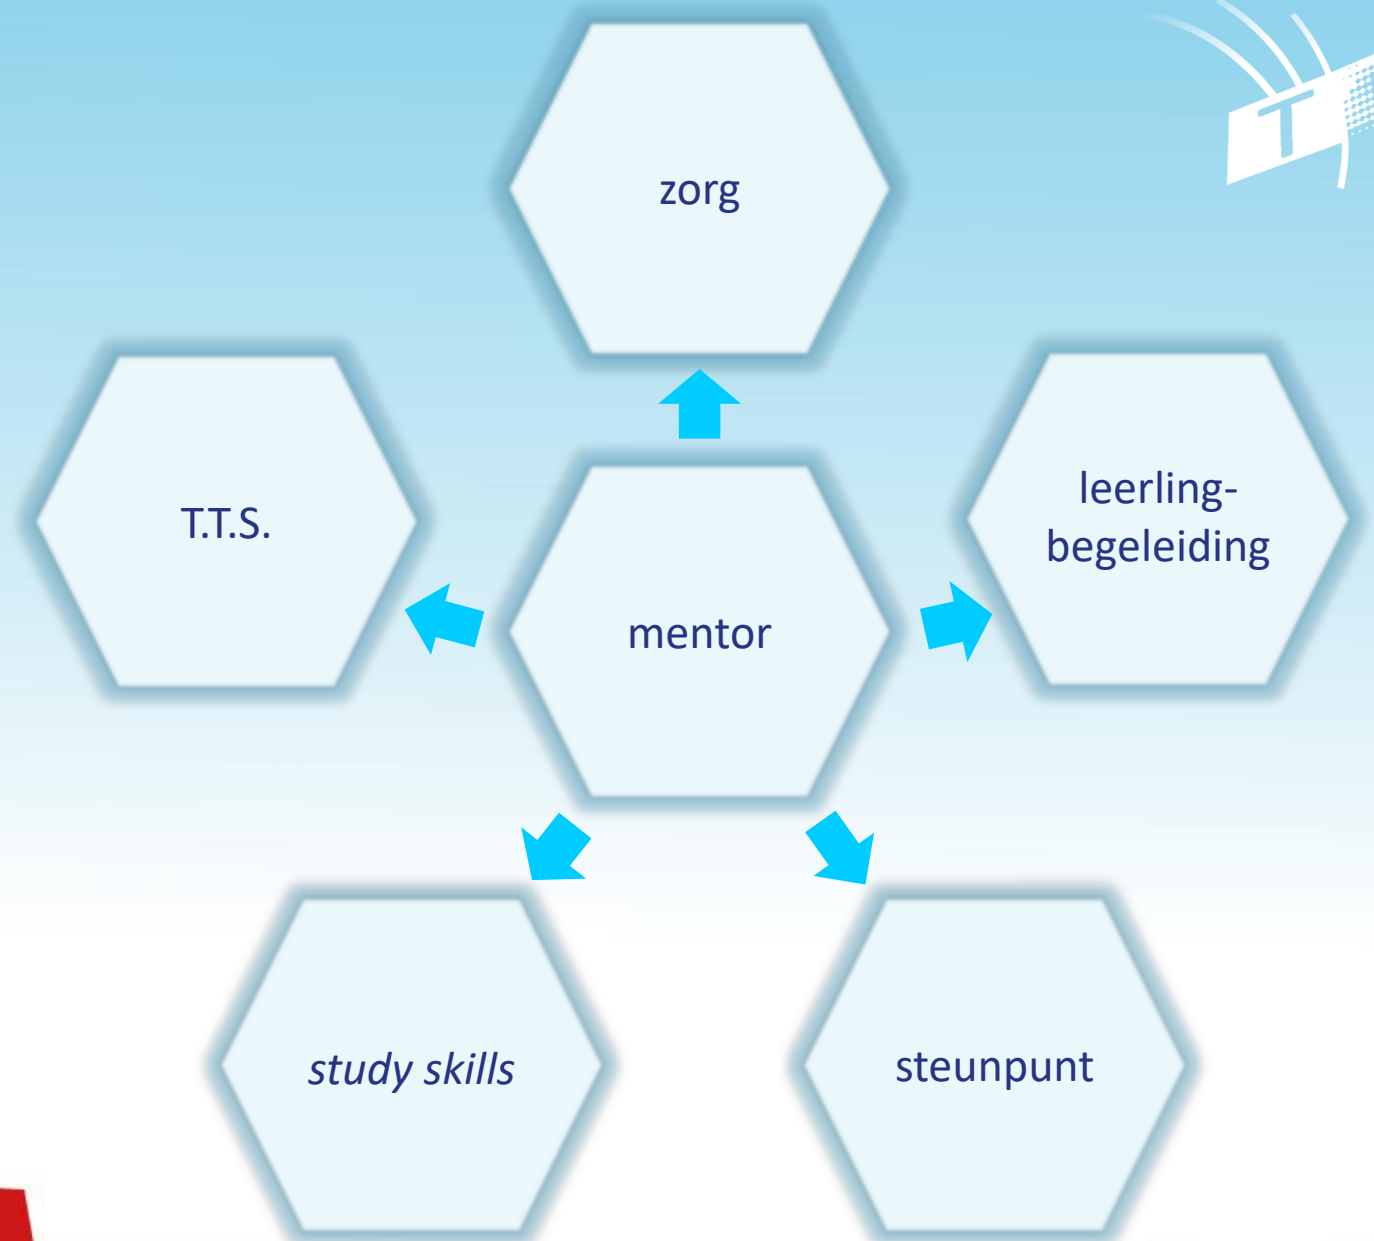 zorg
T.T.S.
leerling-
begeleiding
mentor
study skills
steunpunt